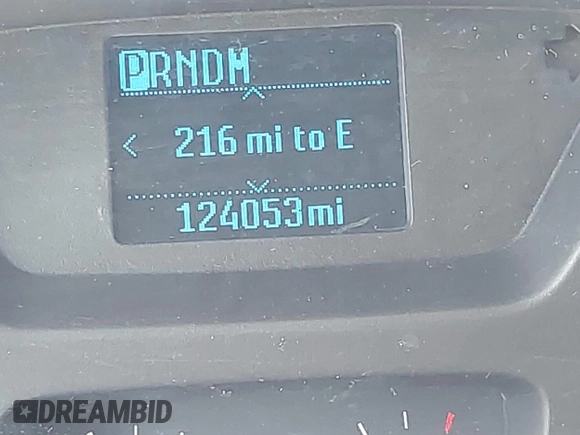 PRNDM
216 mi to E
124053mi
DREAMBID